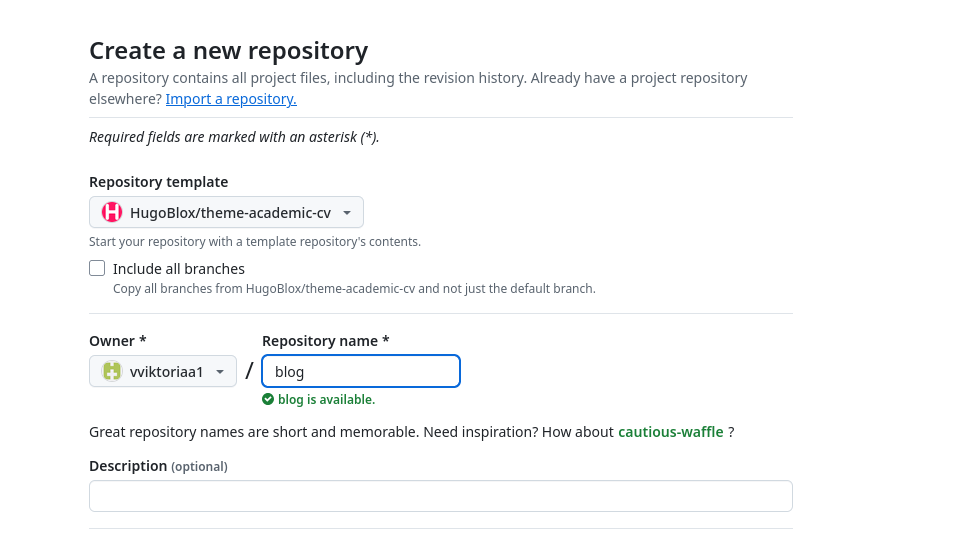 Create a new repository
A repository contains all project files, including the revision history. Already have a project repository
elsewhere? Import a repository.
Required fields are marked with an asterisk (*).
Repository template
HugoBlox/theme-academic-cv
Start your repository with a template repository's contents.
Include all branches
Copy all branches from HugoBlox/theme-academic-cv and not just the default branch.
Owner * Repository name *
vviktoriaa1 / blog
blog is available.
Great repository names are short and memorable. Need inspiration? How about cautious-waffle ?
Description (optional)